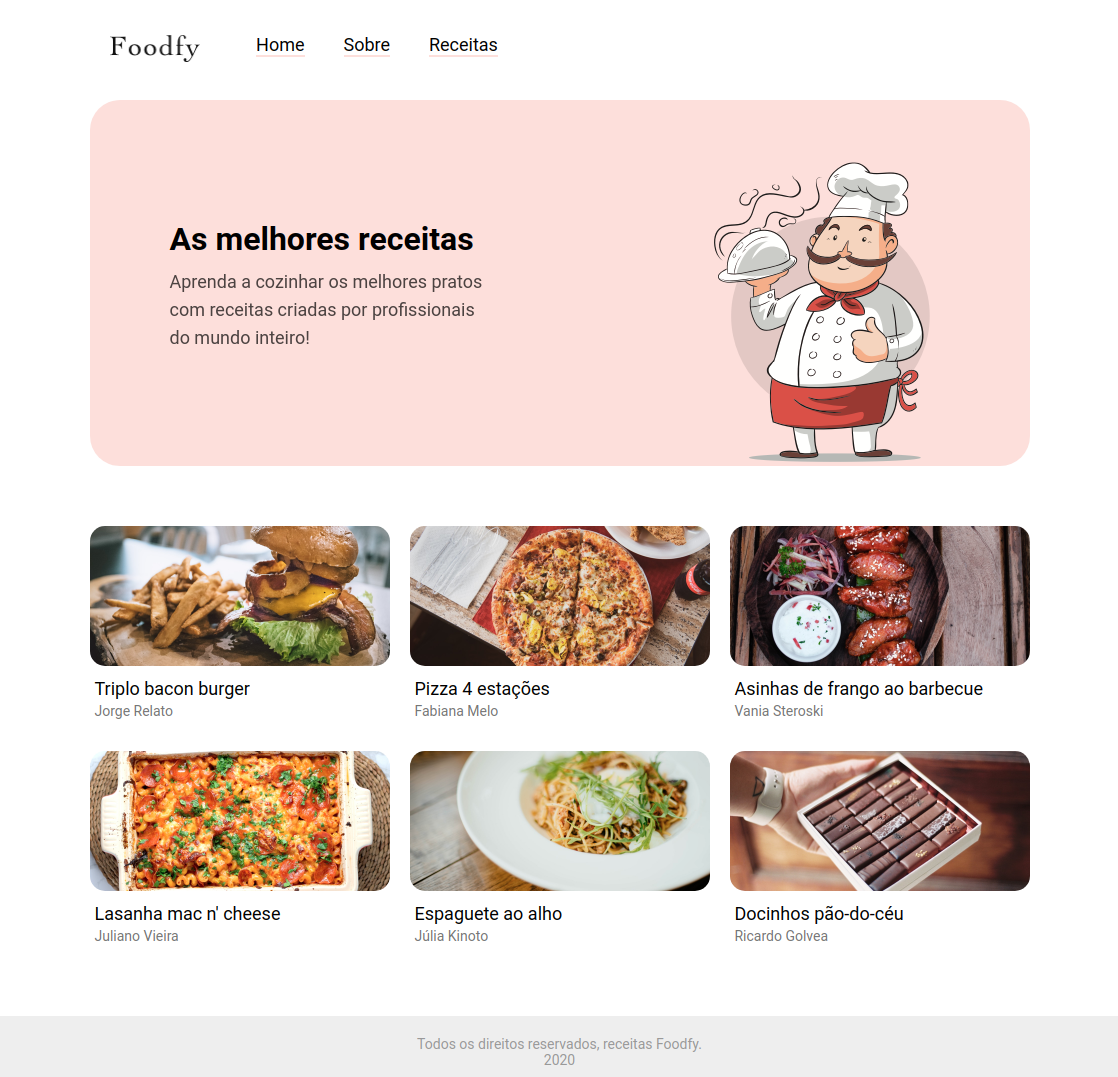 Foodfy
Home
Sobre
Receitas
As melhores receitas
Aprenda a cozinhar os melhores pratos
com receitas criadas por profissionais
do mundo inteiro!
Triplo bacon burger
Jorge Relato
Pizza 4 estações
Fabiana Melo
Asinhas de frango ao barbecue
Vania Steroski
Lasanha mac n' cheese
Juliano Vieira
Espaguete ao alho
Júlia Kinoto
Docinhos pão-do-céu
Ricardo Golvea
Todos os direitos reservados, receitas Foodfy.
2020